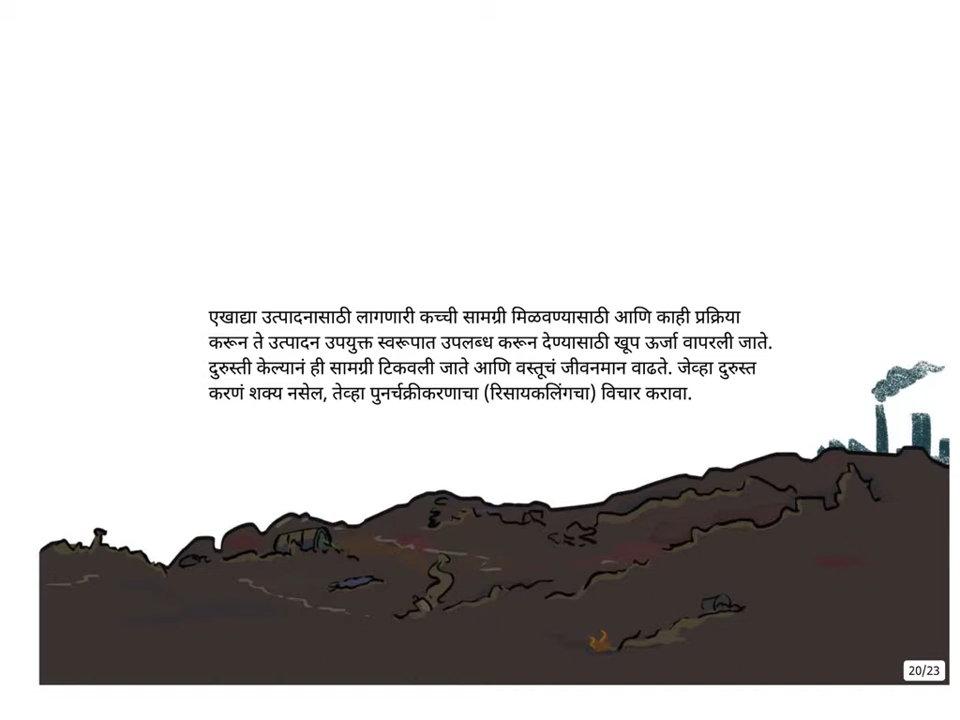 एखाद्या उत्पादनासाठी लागणारी कच्ची सामग्री मिळवण्यासाठी आणि काही प्रक्रिया
करून ते उत्पादन उपयुक्त स्वरूपात उपलब्ध करून देण्यासाठी खूप ऊर्जा वापरली जाते.
दुरुस्ती केल्यानं ही सामग्री टिकवली जाते आणि वस्तूचं जीवनमान वाढते. जेव्हा दुरुस्त
करणं शक्य नसेल, तेव्हा पुनर्चक्रीकरणाचा (रिसायकलिंगचा) विचार करावा.
20/23